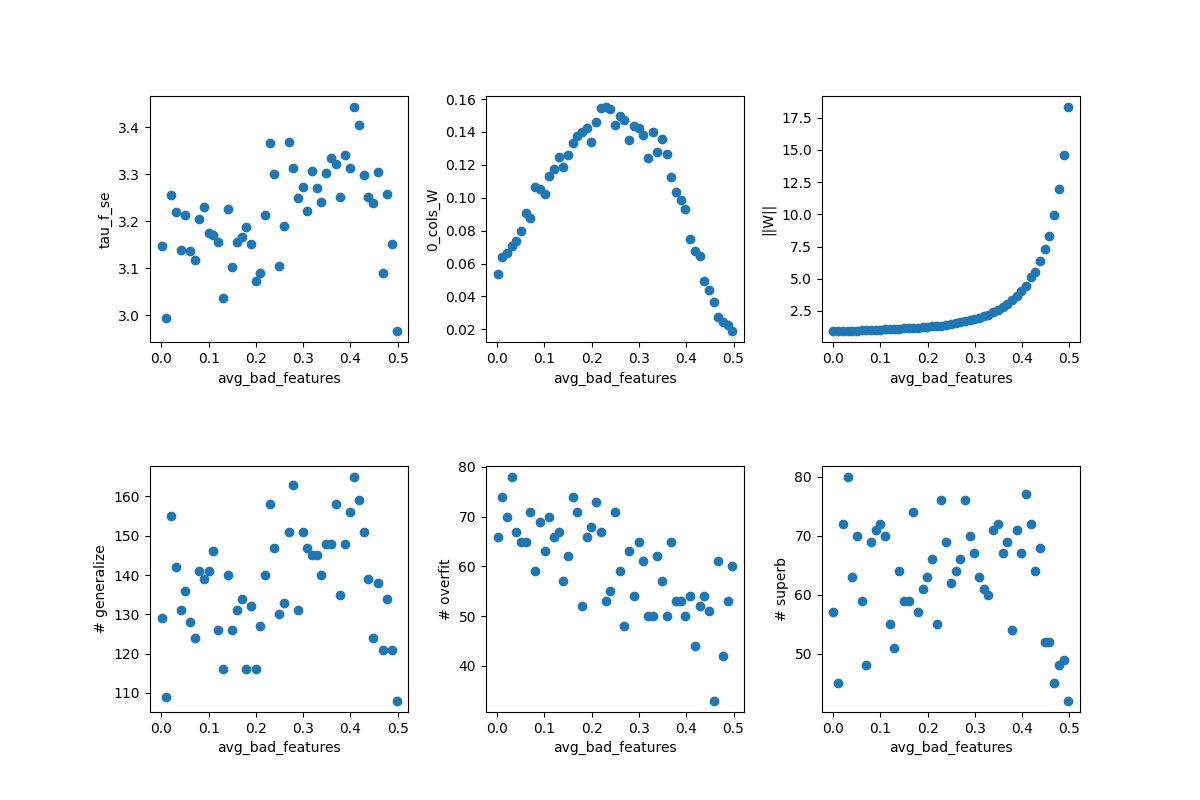 3.4
3.3
3.2
3.1
3.0
tau_f_se
0.0 0.1 0.2 0.3 0.4 0.5
avg_bad_features
0.16
0.14
0.12
0.10
0.08
0.06
0.04
0.02
0_cols_W
0.0 0.1 0.2 0.3 0.4 0.5
avg_bad_features
17.5
15.0
12.5
10.0
7.5
5.0
2.5
||W||
0.0 0.1 0.2 0.3 0.4 0.5
avg_bad_features
160
150
140
130
120
110
# generalize
0.0 0.1 0.2 0.3 0.4 0.5
avg_bad_features
80
70
60
50
40
# overfit
0.0 0.1 0.2 0.3 0.4 0.5
avg_bad_features
80
70
60
50
# superb
0.0 0.1 0.2 0.3 0.4 0.5
avg_bad_features